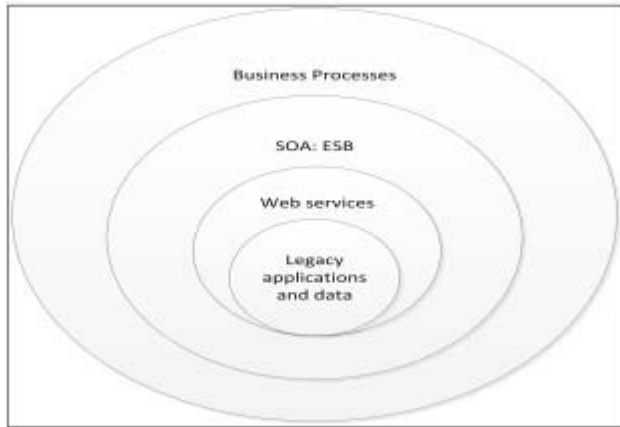 Business Processes
SOA: ESB
Web services
Legacy
applications
and data